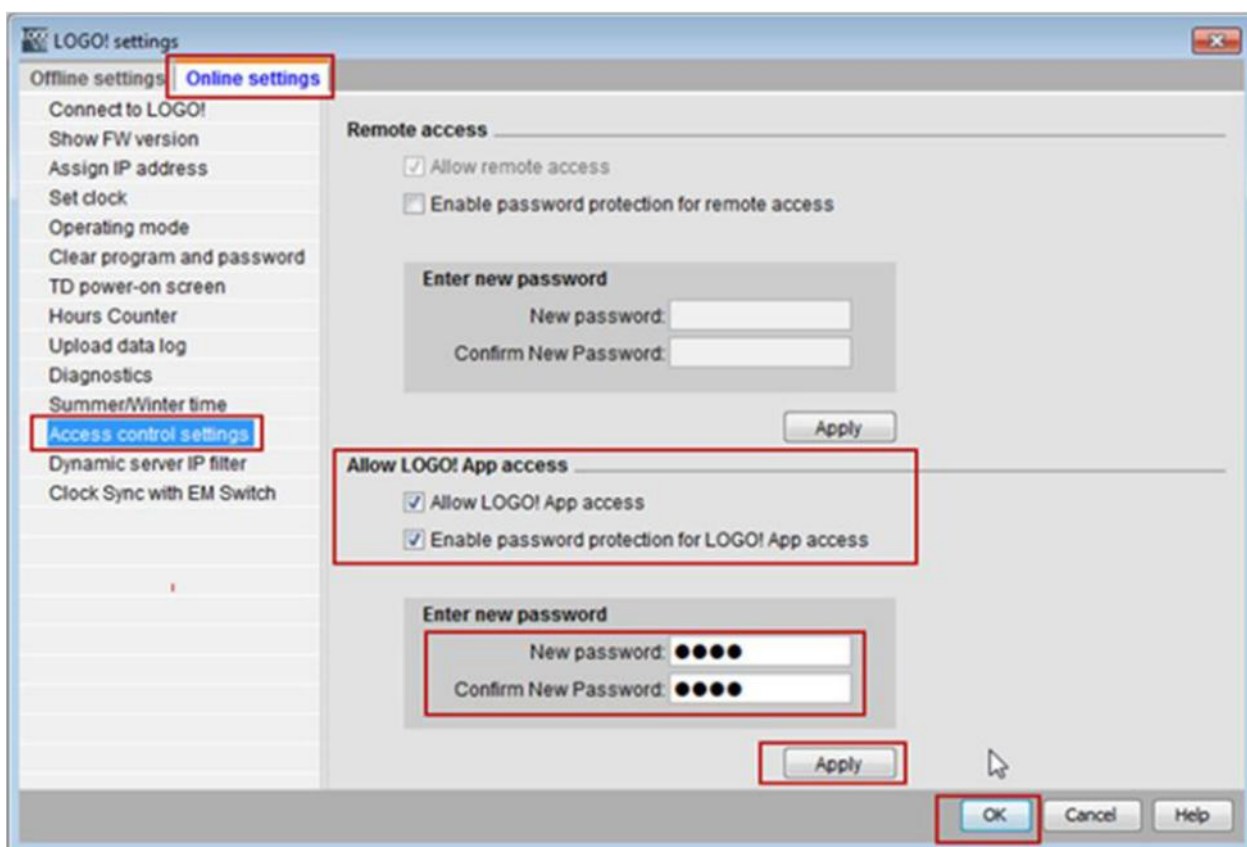 LOGO! settings
Offline settings Online settings
Connect to LOGO!
Show FW version
Assign IP address
Set clock
Operating mode
Clear program and password
TD power-on screen
Hours Counter
Upload data log
Diagnostics
Summer/Winter time
Access control settings
Dynamic server IP filter
Clock Sync with EM Switch
Remote access
Allow remote access
Enable password protection for remote access
Enter new password
New password:
Confirm New Password:
Apply
Allow LOGO! App access
Allow LOGO! App access
Enable password protection for LOGO! App access
Enter new password
New password: ●●●●
Confirm New Password: ●●●●
Apply
OK Cancel Help